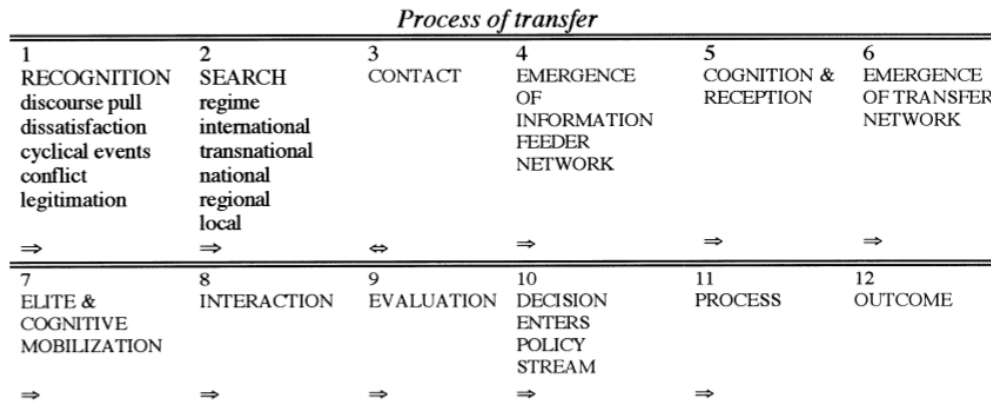 Process of transfer
1 2 3 4 5 6
RECOGNITION SEARCH CONTACT EMERGENCE COGNITION & EMERGENCE
discourse pull regime OF RECEPTION OF TRANSFER
dissatisfaction international INFORMATION NETWORK
cyclical events transnational FEEDER
conflict national NETWORK
legitimation regional
local
⇒ ⇒ ⇔ ⇒ ⇒ ⇒
7 8 9 10 11 12
ELITE & INTERACTION EVALUATION DECISION PROCESS OUTCOME
COGNITIVE ENTERS
MOBILIZATION POLICY
STREAM
⇒ ⇒ ⇒ ⇒ ⇒